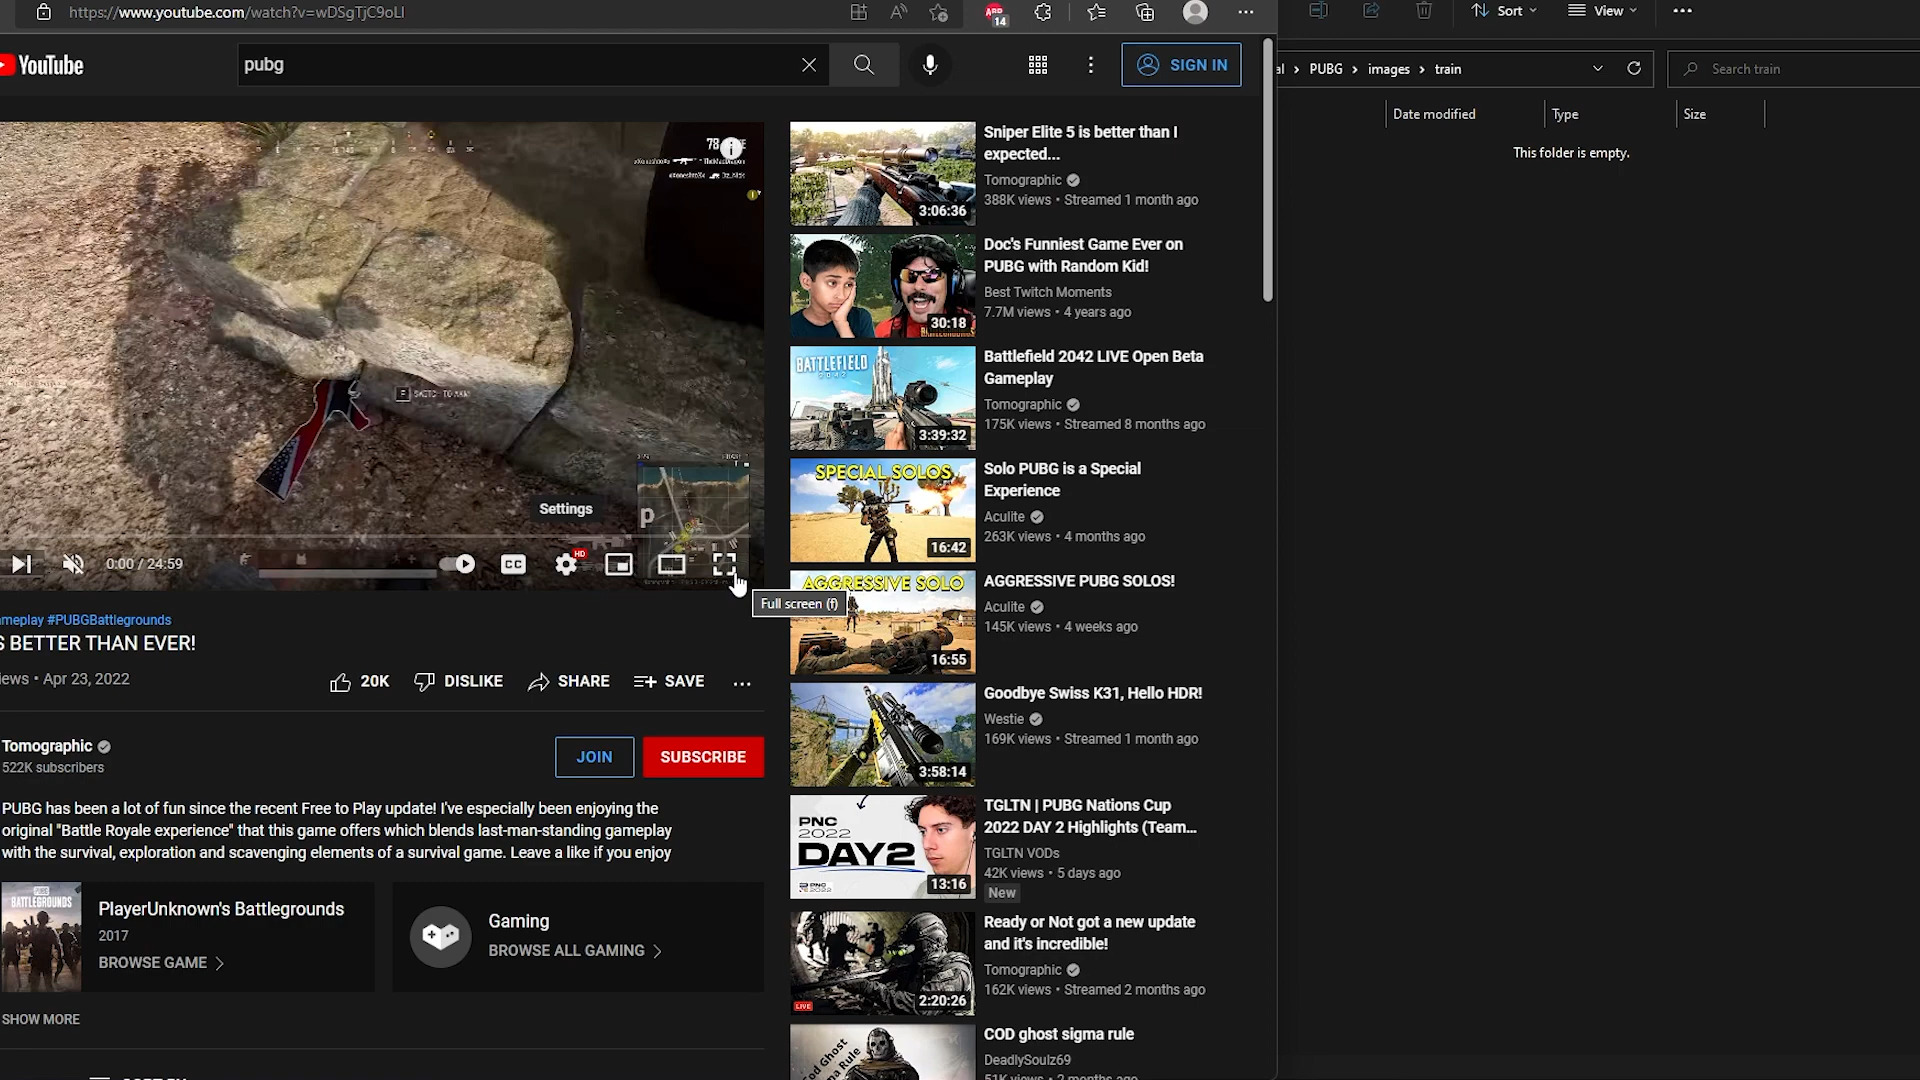 https://www.youtube.com/watch?v=wDSgTjC9oLI
14
Sort
View
YouTube
pubg
SIGN IN
PUBG > images > train
Search train
Date modified
Type
Size
This folder is empty.
78
Settings
0:00 / 24:59
CC
HD
Full screen (f)
#PUBGBattlegrounds
BETTER THAN EVER!
Apr 23, 2022
20K
DISLIKE
SHARE
SAVE
Tomographic
522K subscribers
JOIN
SUBSCRIBE
PUBG has been a lot of fun since the recent Free to Play update! I've especially been enjoying the
original "Battle Royale experience" that this game offers which blends last-man-standing gameplay
with the survival, exploration and scavenging elements of a survival game. Leave a like if you enjoy
BATTLEGROUNDS
PlayerUnknown's Battlegrounds
2017
BROWSE GAME
Gaming
BROWSE ALL GAMING
SHOW MORE
3:06:36
Sniper Elite 5 is better than I
expected...
Tomographic
388K views • Streamed 1 month ago
30:18
Doc's Funniest Game Ever on
PUBG with Random Kid!
Best Twitch Moments
7.7M views • 4 years ago
BATTLEFIELD
2042
3:39:32
Battlefield 2042 LIVE Open Beta
Gameplay
Tomographic
175K views • Streamed 8 months ago
SPECIAL SOLOS
16:42
Solo PUBG is a Special
Experience
Aculite
263K views • 4 months ago
AGGRESSIVE SOLO
16:55
AGGRESSIVE PUBG SOLOS!
Aculite
145K views • 4 weeks ago
3:58:14
Goodbye Swiss K31, Hello HDR!
Westie
169K views • Streamed 1 month ago
PNC
2022
DAY2
13:16
TGLTN | PUBG Nations Cup
2022 DAY 2 Highlights (Team...
TGLTN VODs
42K views • 5 days ago
New
LIVE
2:20:26
Ready or Not got a new update
and it's incredible!
Tomographic
162K views • Streamed 2 months ago
COD ghost sigma rule
DeadlySoulz69
51K views • 2 months ago